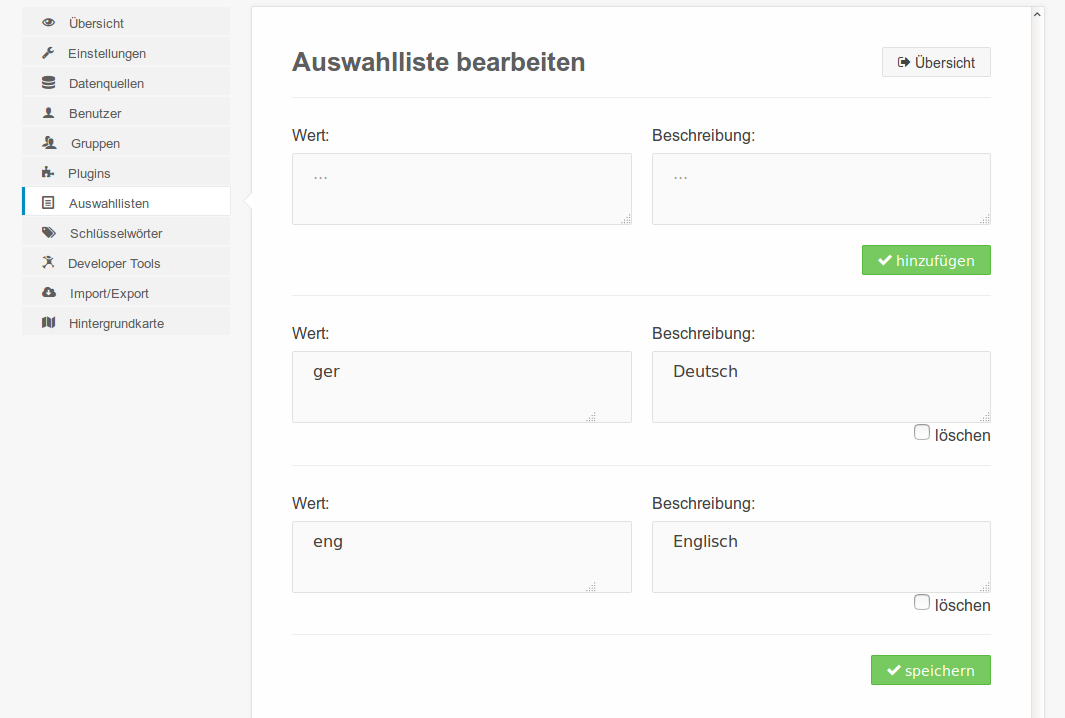 Übersicht
Einstellungen
Datenquellen
Benutzer
Gruppen
Plugins
Auswahllisten
Schlüsselwörter
Developer Tools
Import/Export
Hintergrundkarte
Auswahlliste bearbeiten
Übersicht
Wert: Beschreibung:
... ...
hinzufügen
Wert: Beschreibung:
ger Deutsch
löschen
Wert: Beschreibung:
eng Englisch
löschen
speichern